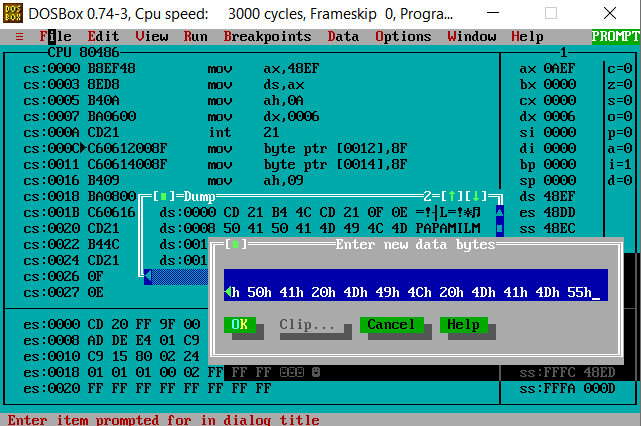 DOSBox 0.74-3, Cpu speed: 3000 cycles, Frameskip 0, Progra...
≡ File Edit View Run Breakpoints Data Options Window Help PROMPT
CPU 80486 1
cs:0000 B8EF48 mov ax,48EF ax 0AEF c=0
cs:0003 8ED8 mov ds,ax bx 0000 z=0
cs:0005 B40A mov ah,0A cx 0000 s=0
cs:0007 BA0600 mov dx,0006 dx 0006 o=0
cs:000A CD21 int 21 si 0000 p=0
cs:000C►C60612008F mov byte ptr [0012],8F di 0000 a=0
cs:0011 C60614008F mov byte ptr [0014],8F bp 0000 i=1
cs:0016 B409 mov ah,09 sp 0000 d=0
cs:0018 BA0800 ds 48EF
cs:001B C60616 es 48DD
cs:0020 CD21 ss 48EC
cs:0022 B44C
cs:0024 CD21
cs:0026 0F
cs:0027 0E
[■]=Dump 2=[↑][↓]
ds:0000 CD 21 B4 4C CD 21 0F 0E =!┤L=!☼♫
ds:0008 50 41 50 41 4D 49 4C 4D PAPAMILM
ds:001
ds:001
[■] Enter new data bytes
◄h 50h 41h 20h 4Dh 49h 4Ch 20h 4Dh 41h 4Dh 55h_
OK Clip... Cancel Help
es:0000 CD 20 FF 9F 00
es:0008 AD DE E4 01 C9
es:0010 C9 15 80 02 24
es:0018 01 01 01 00 02 FF FF FF ☺☺☺ ☻ ss:FFFC 48ED
es:0020 FF FF FF FF FF FF FF FF ss:FFFA 000D
Enter item prompted for in dialog title